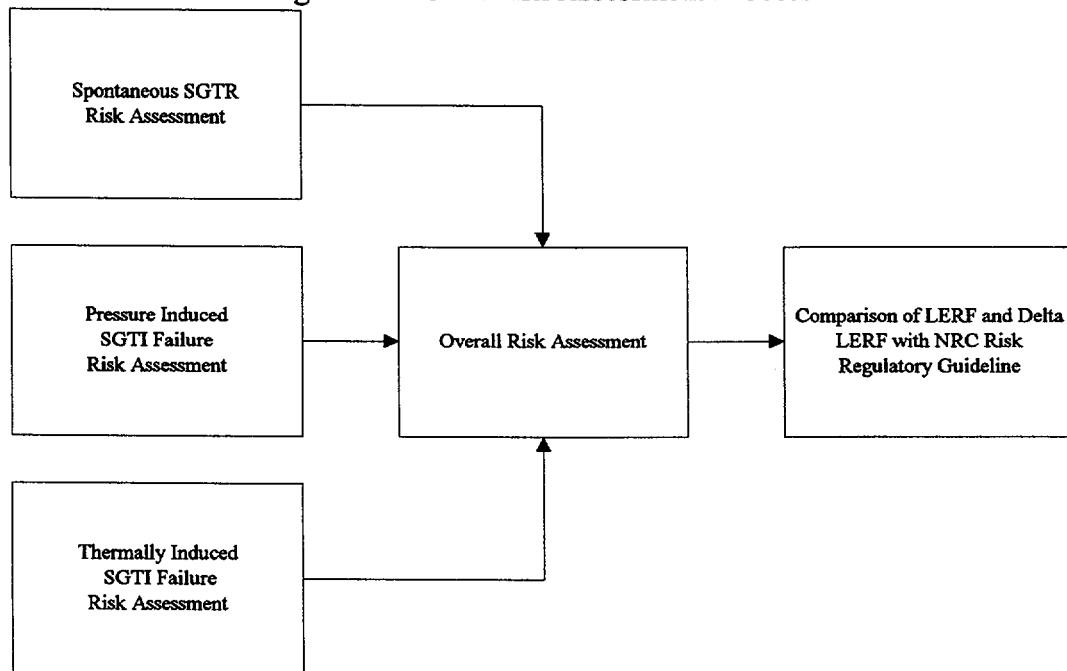 Spontaneous SGTR
Risk Assessment
Pressure Induced
SGTI Failure
Risk Assessment
Overall Risk Assessment
Comparison of LERF and Delta
LERF with NRC Risk
Regulatory Guideline
Thermally Induced
SGTI Failure
Risk Assessment